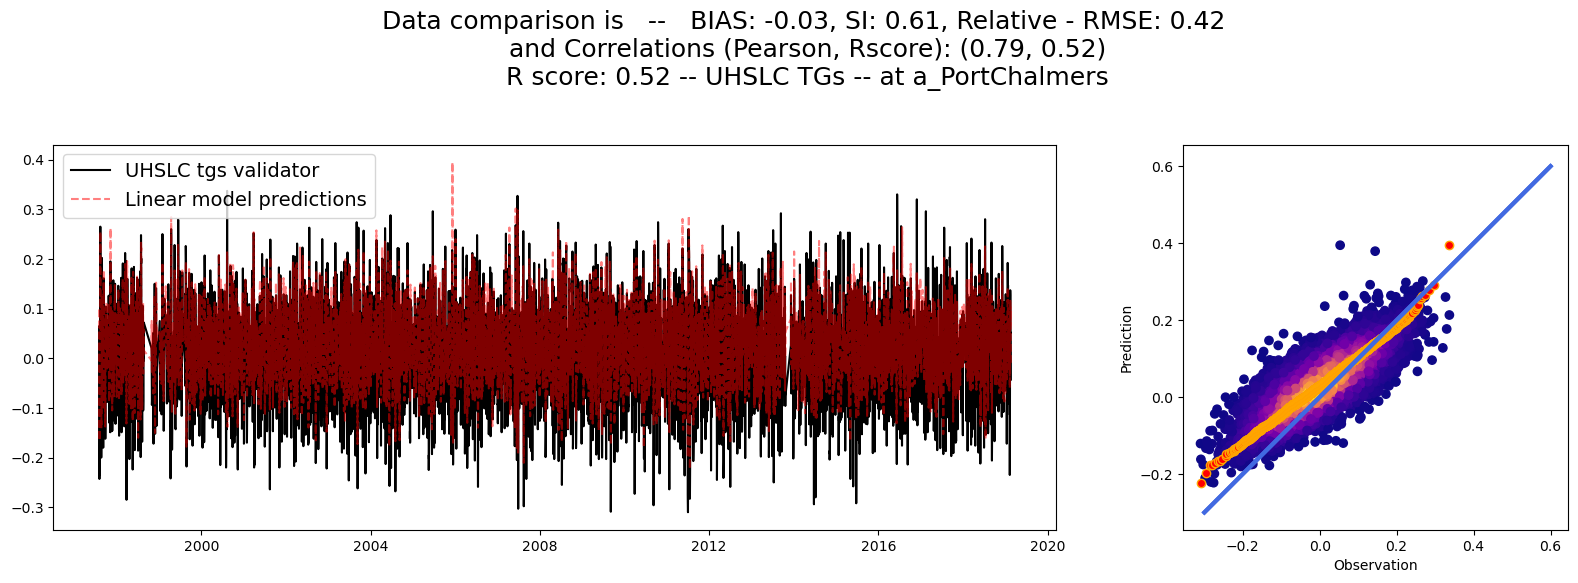 Data comparison is   --   BIAS: -0.03, SI: 0.61, Relative - RMSE: 0.42
and Correlations (Pearson, Rscore): (0.79, 0.52)
R score: 0.52 -- UHSLC TGs -- at a_PortChalmers
UHSLC tgs validator
Linear model predictions
0.4
0.3
0.2
0.1
0.0
−0.1
−0.2
−0.3
2000 2004 2008 2012 2016 2020
Prediction
0.6
0.4
0.2
0.0
−0.2
−0.2 0.0 0.2 0.4 0.6
Observation